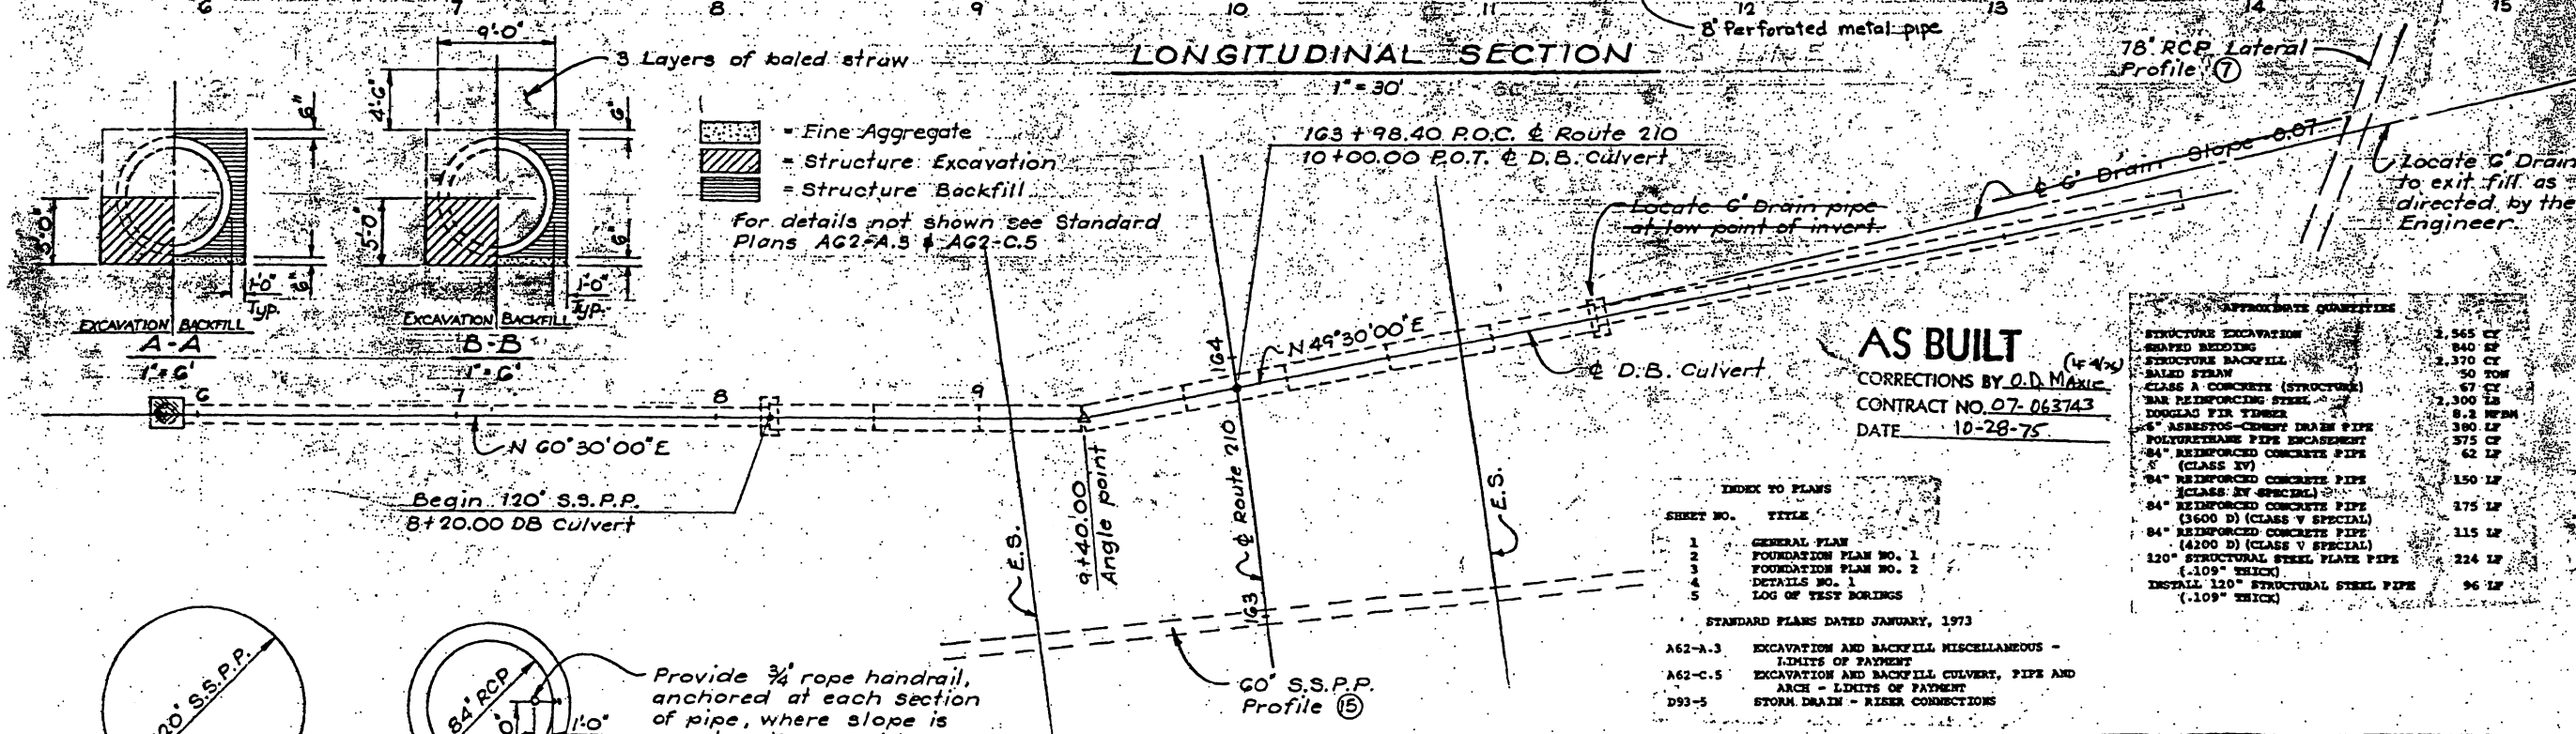 6 7 8 9 10 11 12 13 14 15
8" Perforated metal pipe
LONGITUDINAL SECTION
1" = 30'
78" RCP Lateral
Profile 7
9'-0"
3 Layers of baled straw
4'-6"
6"
6"
5'-0"
5'-0"
6"
6"
1'-0"
Typ.
1'-0"
Typ.
EXCAVATION BACKFILL
A-A
1" = 6'
EXCAVATION BACKFILL
B-B
1" = 6'
= Fine Aggregate
= Structure Excavation
= Structure Backfill
For details not shown see Standard
Plans A62-A.3 & A62-C.5
163 + 98.40 P.O.C. ℄ Route 210
10 + 00.00 P.O.T. ℄ D.B. Culvert
Locate 6" Drain pipe
at low point of invert.
℄ 6" Drain Slope 0.07
Locate 6" Drain
to exit fill as
directed by the
Engineer.
6 7 8 9
N 60° 30' 00" E
Begin 120" S.S.P.P.
8+20.00 DB Culvert
E.S.
9+40.00
Angle point
164
163
℄ Route 210
N 49° 30' 00" E
℄ D.B. Culvert
E.S.
60" S.S.P.P.
Profile 15
AS BUILT
CORRECTIONS BY O.D. MAXIE
CONTRACT NO. 07-063743
DATE 10-28-75
APPROXIMATE QUANTITIES
STRUCTURE EXCAVATION 2,565 CY
SHAPED BEDDING 840 SF
STRUCTURE BACKFILL 2,370 CY
BALED STRAW 50 TON
CLASS A CONCRETE (STRUCTURE) 67 CY
BAR REINFORCING STEEL 2,300 LB
DOUGLAS FIR TIMBER 8.2 MFBM
6" ASBESTOS-CEMENT DRAIN PIPE 380 LF
POLYURETHANE PIPE ENCASEMENT 575 CF
84" REINFORCED CONCRETE PIPE 62 LF
(CLASS IV)
84" REINFORCED CONCRETE PIPE 150 LF
(CLASS IV SPECIAL)
84" REINFORCED CONCRETE PIPE 175 LF
(3600 D) (CLASS V SPECIAL)
84" REINFORCED CONCRETE PIPE 115 LF
(4200 D) (CLASS V SPECIAL)
120" STRUCTURAL STEEL PLATE PIPE 224 LF
(.109" THICK)
INSTALL 120" STRUCTURAL STEEL PIPE 96 LF
(.109" THICK)
INDEX TO PLANS
SHEET NO. TITLE
1 GENERAL PLAN
2 FOUNDATION PLAN NO. 1
3 FOUNDATION PLAN NO. 2
4 DETAILS NO. 1
5 LOG OF TEST BORINGS
STANDARD PLANS DATED JANUARY, 1973
A62-A.3 EXCAVATION AND BACKFILL MISCELLANEOUS -
LIMITS OF PAYMENT
A62-C.5 EXCAVATION AND BACKFILL CULVERT, PIPE AND
ARCH - LIMITS OF PAYMENT
D93-5 STORM DRAIN - RISER CONNECTIONS
120" S.S.P.P.
84" RCP
1'-0"
Provide 3/4" rope handrail,
anchored at each section
of pipe, where slope is